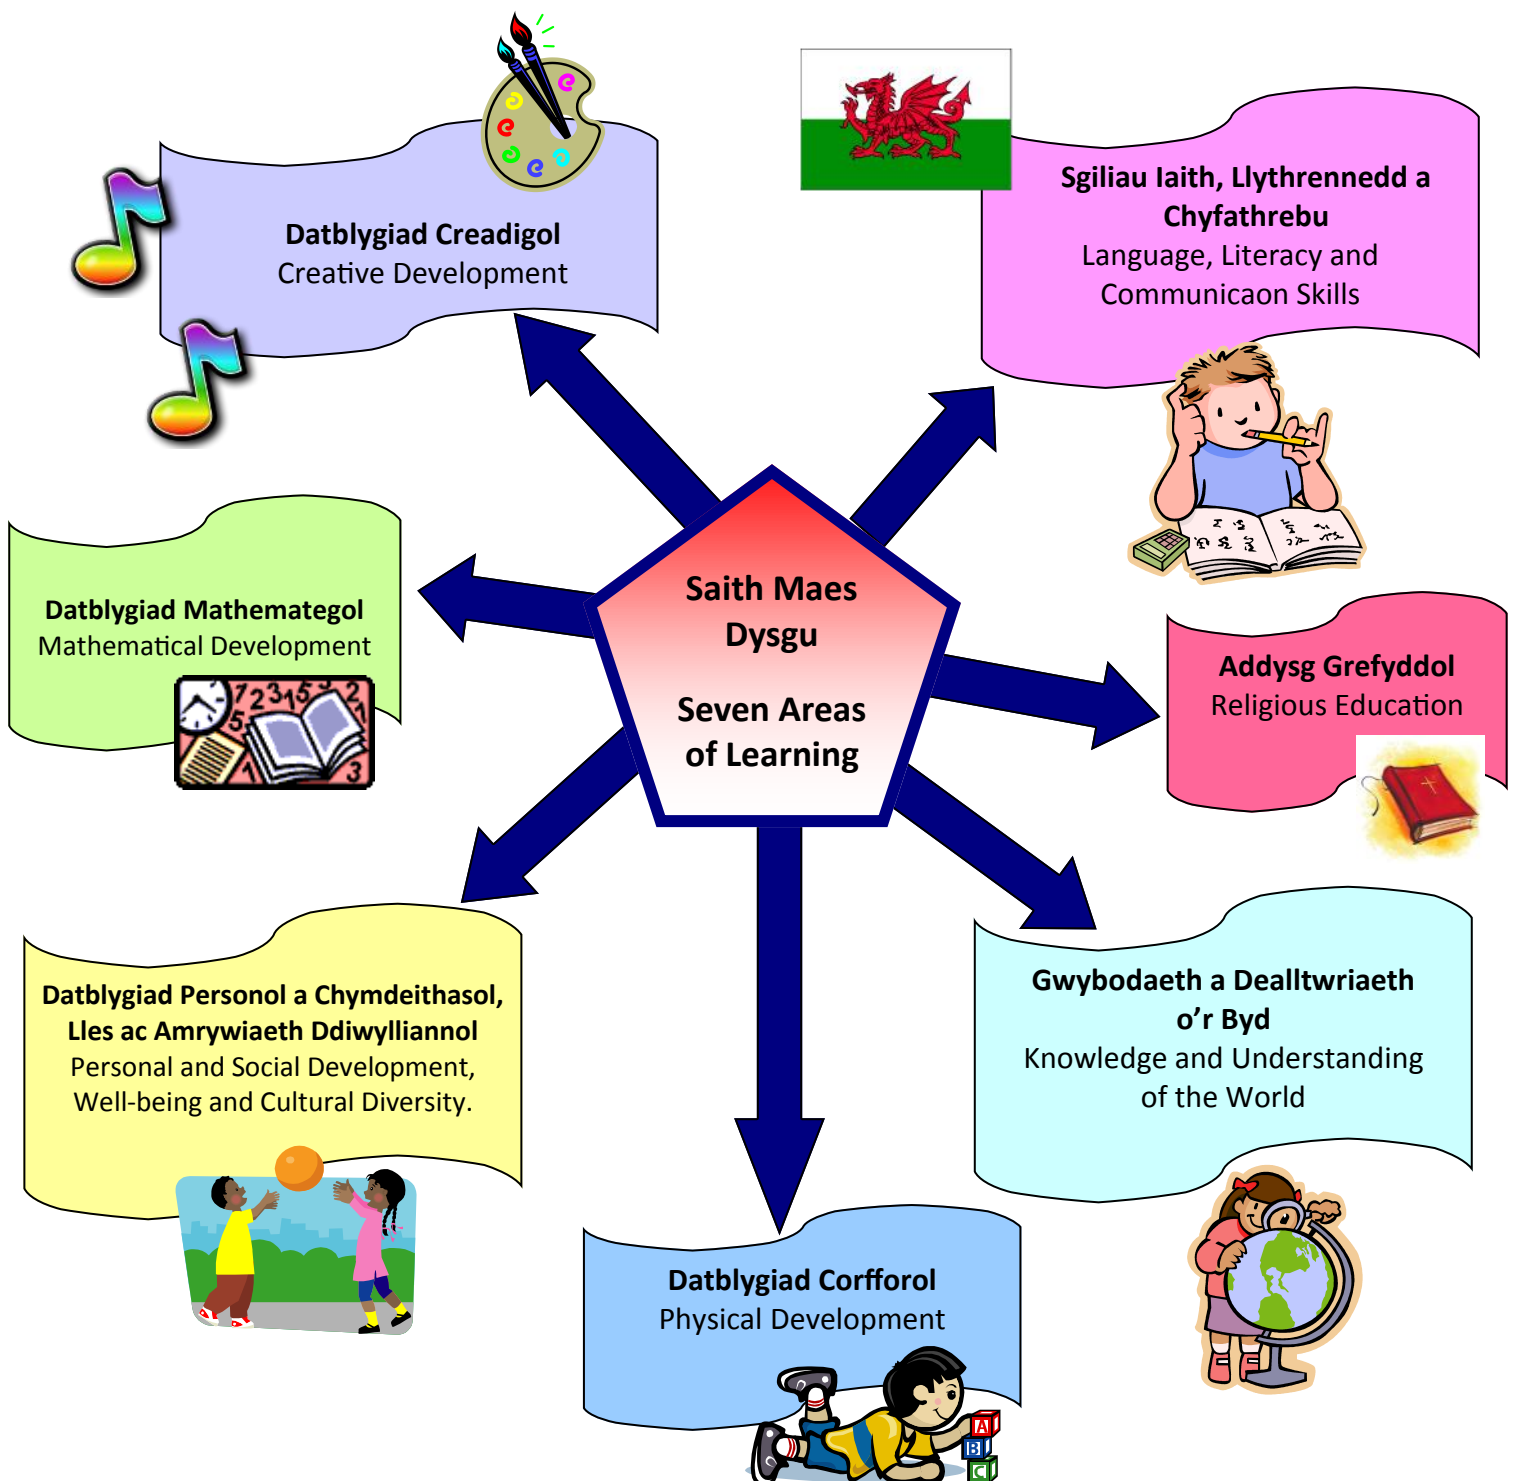 Datblygiad Creadigol
Creative Development
Sgiliau Iaith, Llythrennedd a
Chyfathrebu
Language, Literacy and
Communicaon Skills
Saith Maes
Dysgu
Seven Areas
of Learning
Datblygiad Mathemategol
Mathematical Development
Addysg Grefyddol
Religious Education
Datblygiad Personol a Chymdeithasol,
Lles ac Amrywiaeth Ddiwylliannol
Personal and Social Development,
Well-being and Cultural Diversity.
Gwybodaeth a Dealltwriaeth
o'r Byd
Knowledge and Understanding
of the World
Datblygiad Corfforol
Physical Development
A
B
C